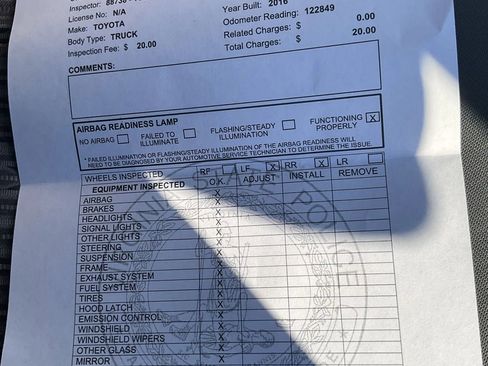 Inspector: 88738
License No: N/A
Make: TOYOTA
Body Type: TRUCK
Inspection Fee: $ 20.00
Year Built: 2016
Odometer Reading: 122849
Related Charges: $ 0.00
Total Charges: $ 20.00
COMMENTS:
AIRBAG READINESS LAMP
NO AIRBAG FAILED TO ILLUMINATE FLASHING/STEADY ILLUMINATION FUNCTIONING PROPERLY X
* FAILED ILLUMINATION OR FLASHING/STEADY ILLUMINATION OF THE AIRBAG READINESS WILL
NEED TO BE DIAGNOSED BY YOUR AUTOMOTIVE SERVICE TECHNICIAN TO DETERMINE THE ISSUE.
WHEELS INSPECTED RF LF X RR X LR
EQUIPMENT INSPECTED O.K. ADJUST INSTALL REMOVE
AIRBAG X
BRAKES X
HEADLIGHTS X
SIGNAL LIGHTS X
OTHER LIGHTS X
STEERING X
SUSPENSION X
FRAME X
EXHAUST SYSTEM X
FUEL SYSTEM X
TIRES X
HOOD LATCH X
EMISSION CONTROL X
WINDSHIELD X
WINDSHIELD WIPERS X
OTHER GLASS X
MIRROR X
STATE POLICE